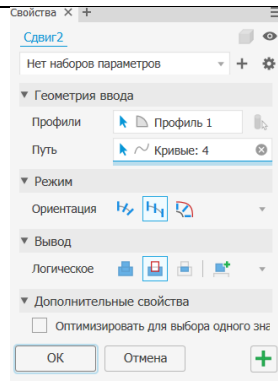 Свойства × +
Сдвиг2
Нет наборов параметров
Геометрия ввода
Профили Профиль 1
Путь Кривые: 4
Режим
Ориентация
Вывод
Логическое
Дополнительные свойства
Оптимизировать для выбора одного зна
ОК Отмена